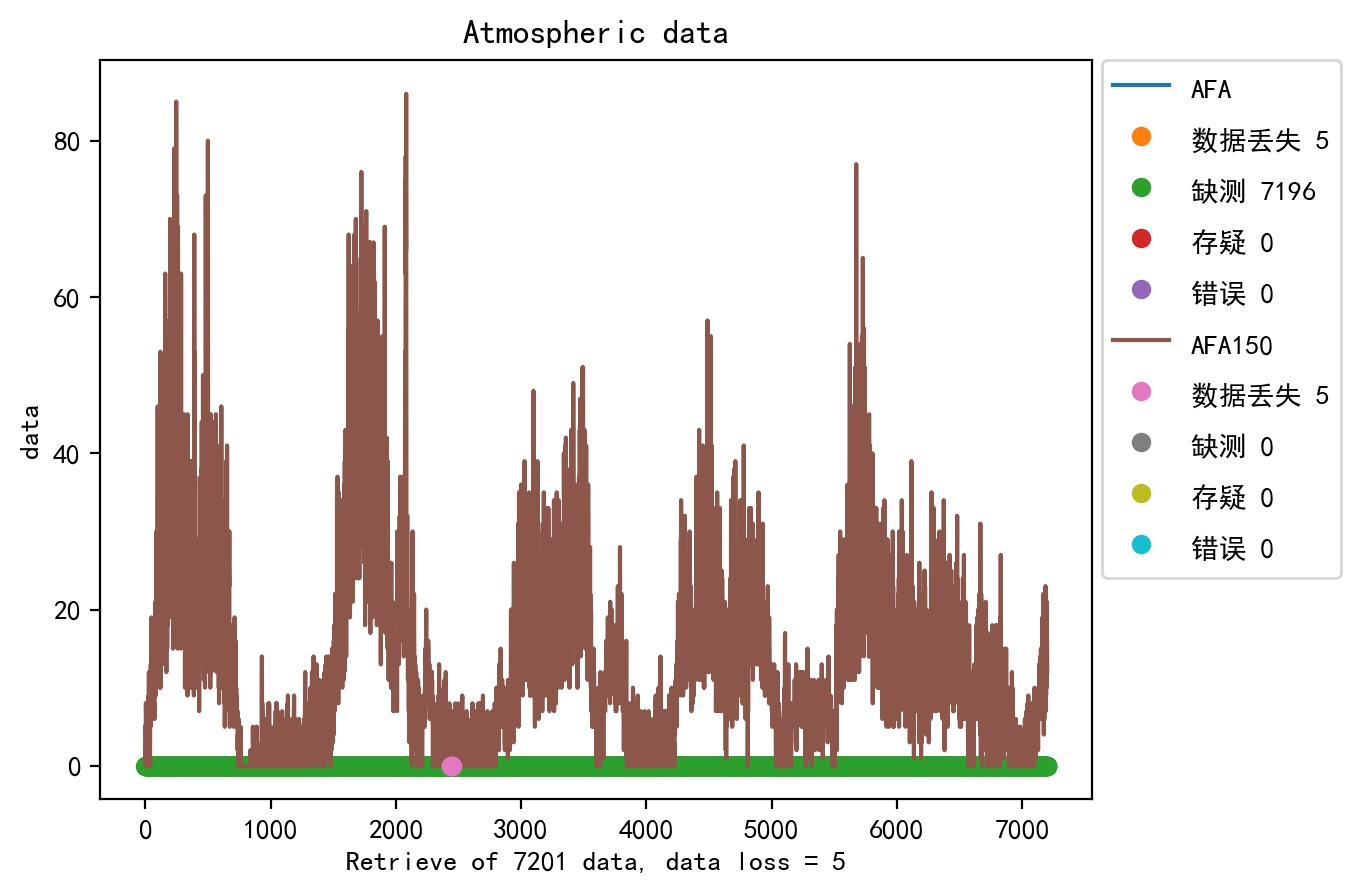 Atmospheric data
data
80
60
40
20
0
0 1000 2000 3000 4000 5000 6000 7000
Retrieve of 7201 data, data loss = 5
AFA
数据丢失 5
缺测 7196
存疑 0
错误 0
AFA150
数据丢失 5
缺测 0
存疑 0
错误 0